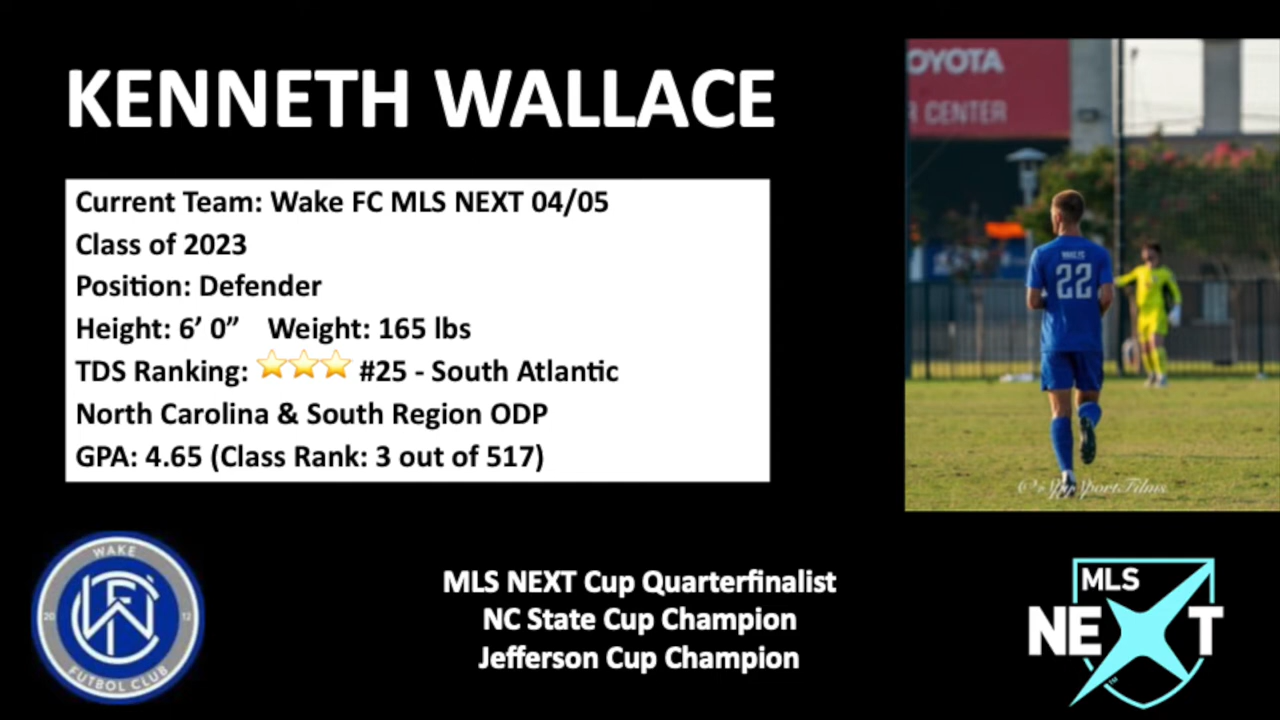 KENNETH WALLACE
Current Team: Wake FC MLS NEXT 04/05
Class of 2023
Position: Defender
Height: 6’ 0” Weight: 165 lbs
TDS Ranking: ⭐⭐⭐ #25 - South Atlantic
North Carolina & South Region ODP
GPA: 4.65 (Class Rank: 3 out of 517)
OYOTA
R CENTER
22
WAKE
20 12
FUTBOL CLUB
MLS NEXT Cup Quarterfinalist
NC State Cup Champion
Jefferson Cup Champion
MLS
NEXT
TM